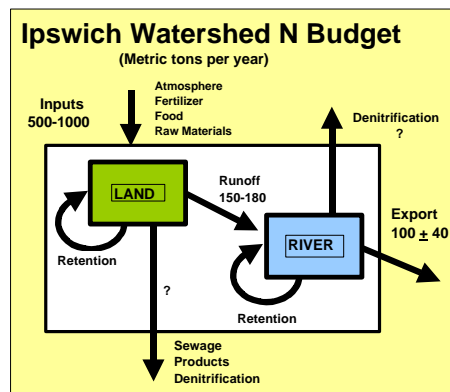 Ipswich Watershed N Budget
(Metric tons per year)
Inputs
500-1000
Atmosphere
Fertilizer
Food
Raw Materials
Denitrification
?
LAND
Runoff
150-180
Export
100 ± 40
RIVER
Retention
?
Retention
Sewage
Products
Denitrification